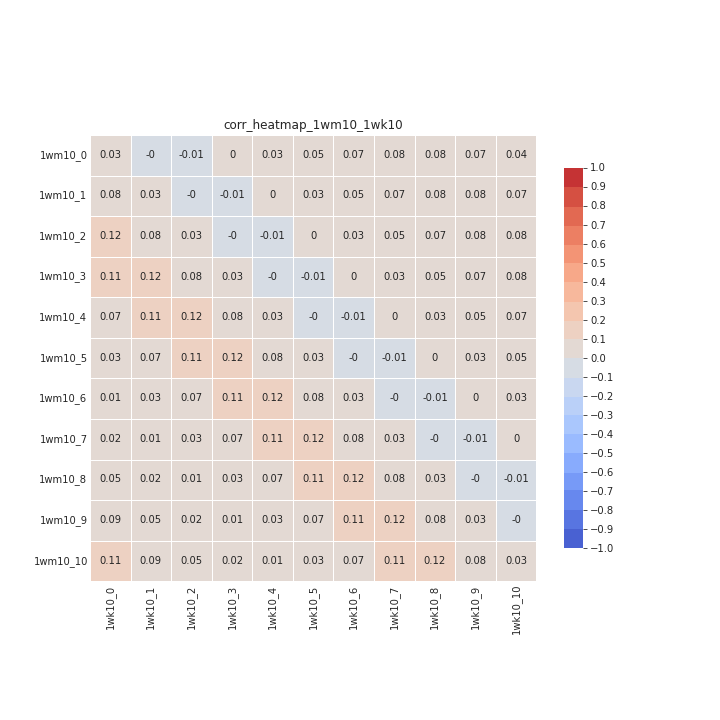 corr_heatmap_1wm10_1wk10
1wm10_0 0.03 -0 -0.01 0 0.03 0.05 0.07 0.08 0.08 0.07 0.04
1wm10_1 0.08 0.03 -0 -0.01 0 0.03 0.05 0.07 0.08 0.08 0.07
1wm10_2 0.12 0.08 0.03 -0 -0.01 0 0.03 0.05 0.07 0.08 0.08
1wm10_3 0.11 0.12 0.08 0.03 -0 -0.01 0 0.03 0.05 0.07 0.08
1wm10_4 0.07 0.11 0.12 0.08 0.03 -0 -0.01 0 0.03 0.05 0.07
1wm10_5 0.03 0.07 0.11 0.12 0.08 0.03 -0 -0.01 0 0.03 0.05
1wm10_6 0.01 0.03 0.07 0.11 0.12 0.08 0.03 -0 -0.01 0 0.03
1wm10_7 0.02 0.01 0.03 0.07 0.11 0.12 0.08 0.03 -0 -0.01 0
1wm10_8 0.05 0.02 0.01 0.03 0.07 0.11 0.12 0.08 0.03 -0 -0.01
1wm10_9 0.09 0.05 0.02 0.01 0.03 0.07 0.11 0.12 0.08 0.03 -0
1wm10_10 0.11 0.09 0.05 0.02 0.01 0.03 0.07 0.11 0.12 0.08 0.03
1wk10_0 1wk10_1 1wk10_2 1wk10_3 1wk10_4 1wk10_5 1wk10_6 1wk10_7 1wk10_8 1wk10_9 1wk10_10
1.0
0.9
0.8
0.7
0.6
0.5
0.4
0.3
0.2
0.1
0.0
−0.1
−0.2
−0.3
−0.4
−0.5
−0.6
−0.7
−0.8
−0.9
−1.0